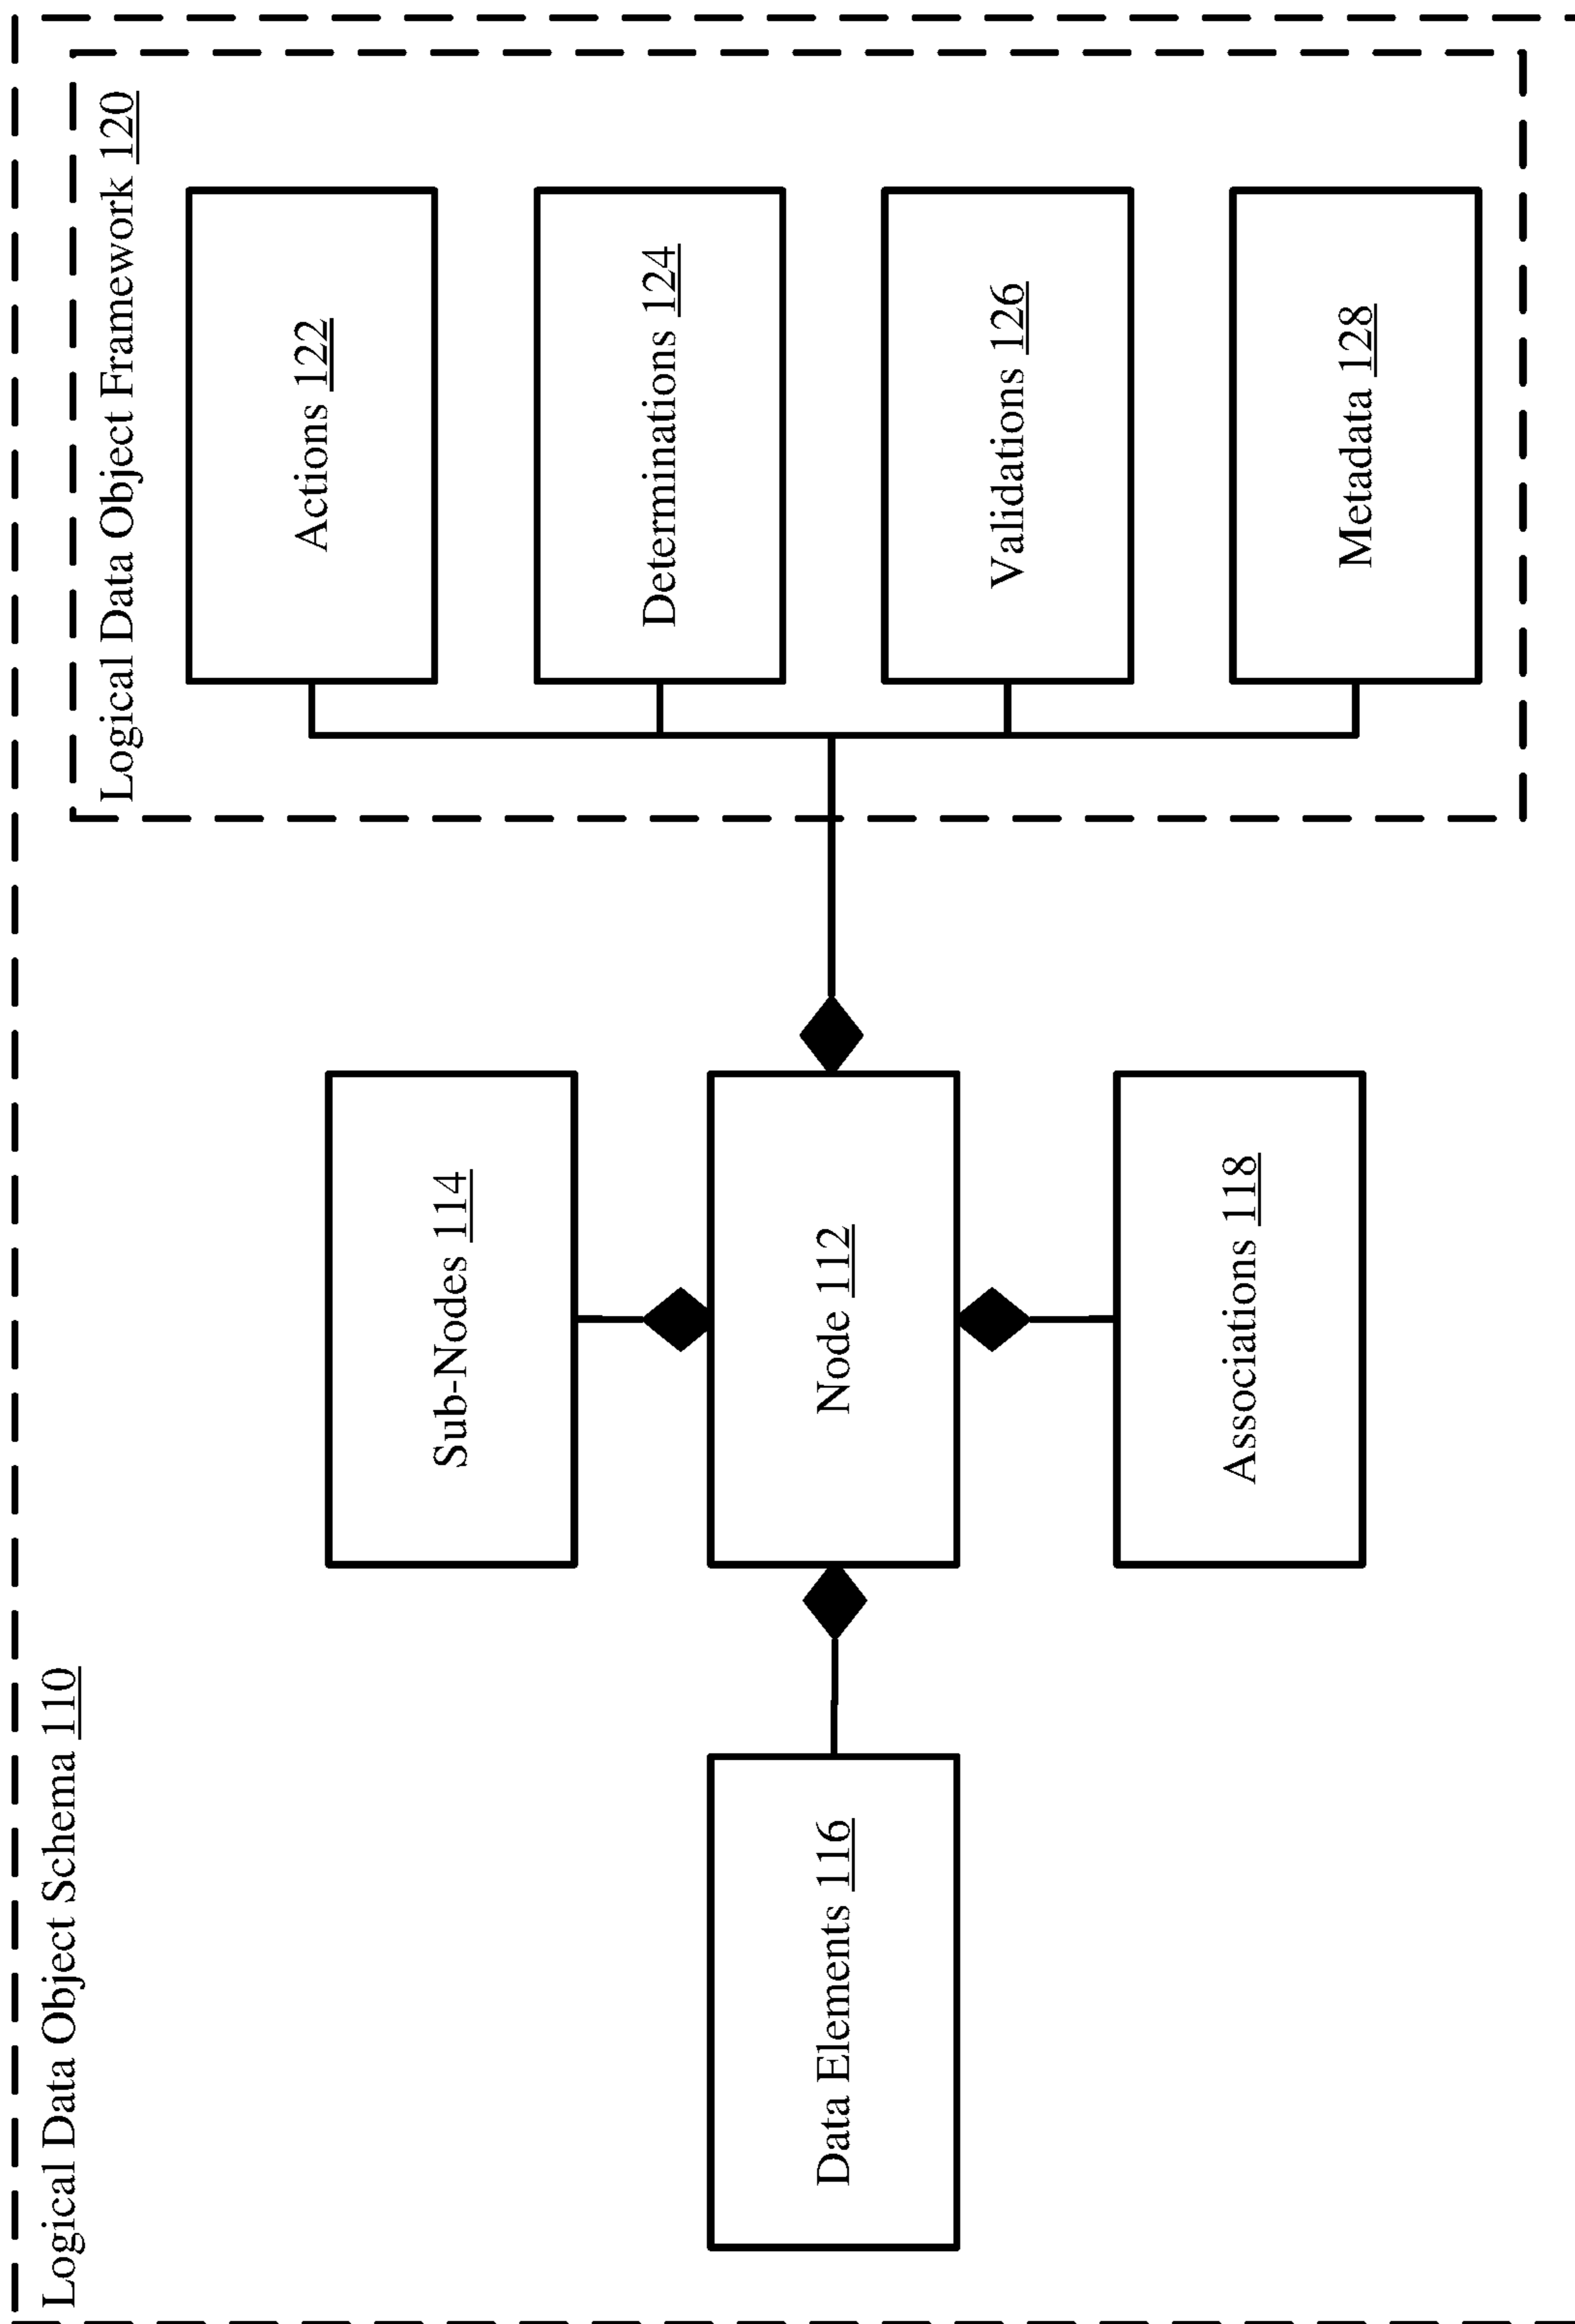 Logical Data Object Schema 110
Logical Data Object Framework 120
Data Elements 116
Sub-Nodes 114
Node 112
Associations 118
Actions 122
Determinations 124
Validations 126
Metadata 128